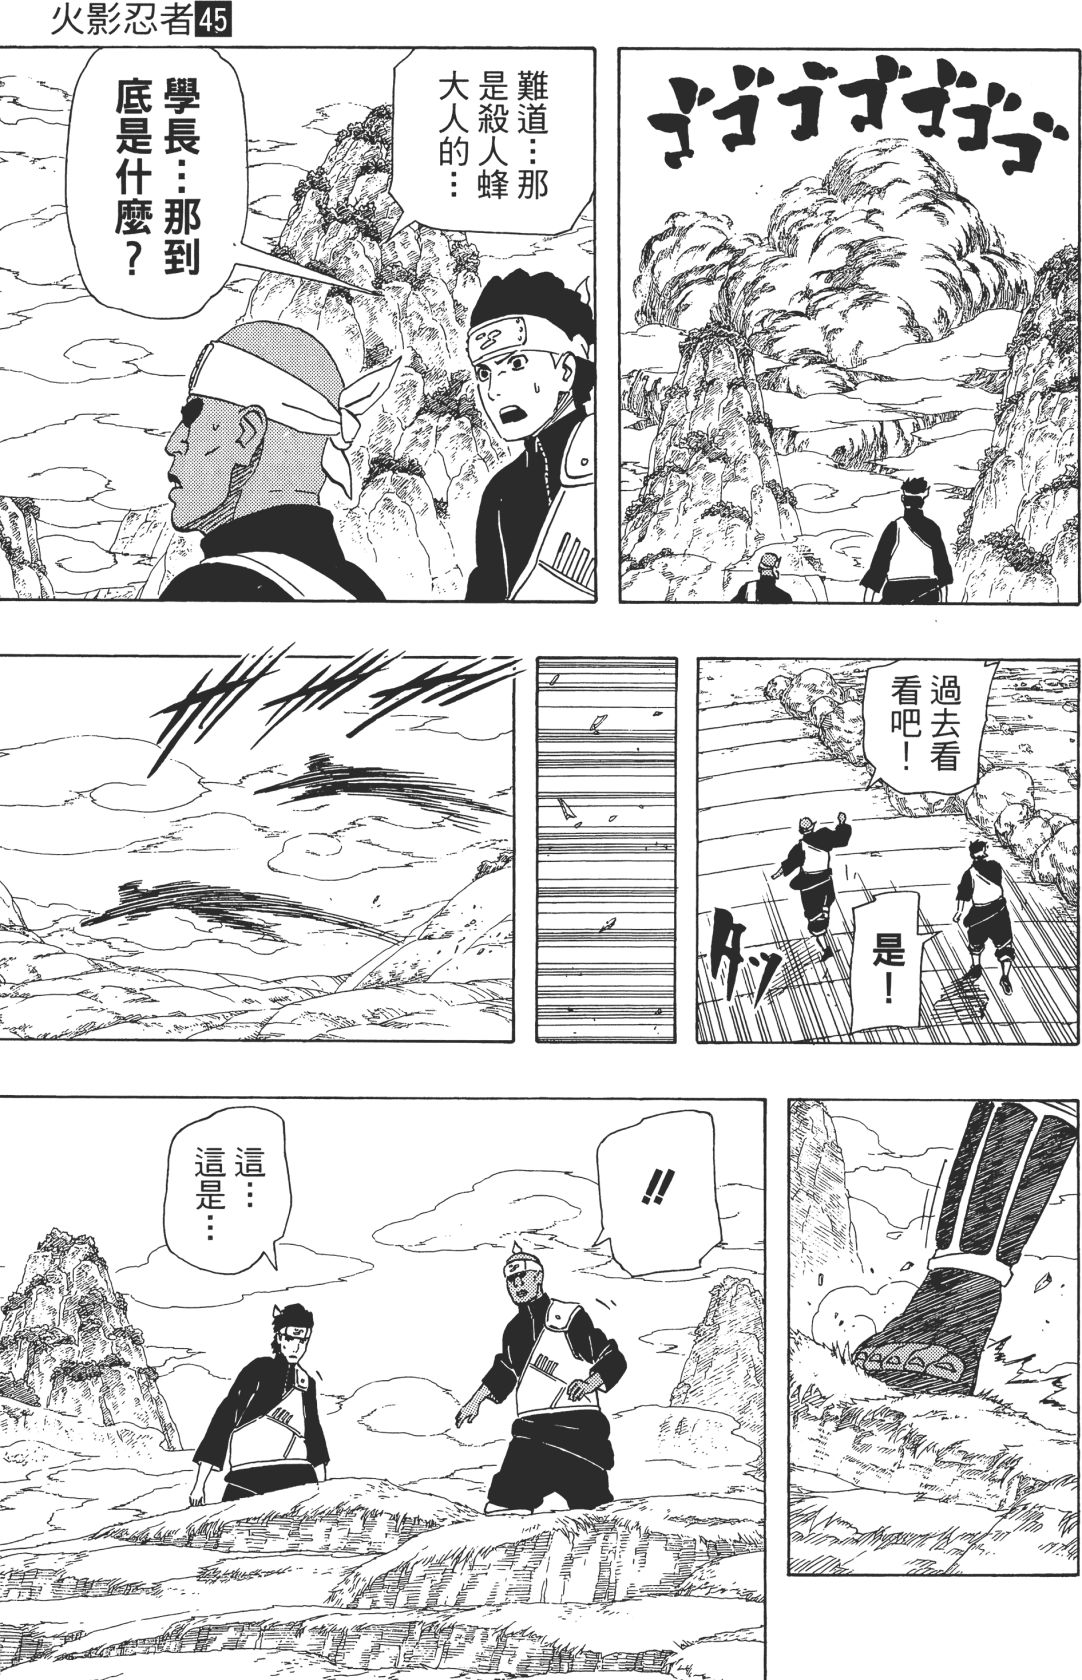 火影忍者45
ゴゴゴゴゴゴゴ
難道…那
是殺人蜂
大人的…
學長…那到
底是什麼？
過去看
看吧！
是！
ダッ
！！
這…
這是…